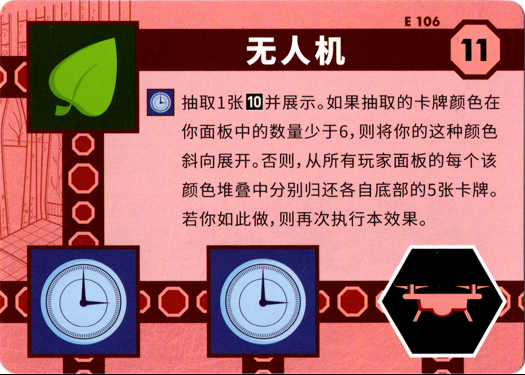 E 106
无人机
11
抽取1张10并展示。如果抽取的卡牌颜色在
你面板中的数量少于6,则将你的这种颜色
斜向展开。否则,从所有玩家面板的每个该
颜色堆叠中分别归还各自底部的5张卡牌。
若你如此做,则再次执行本效果。